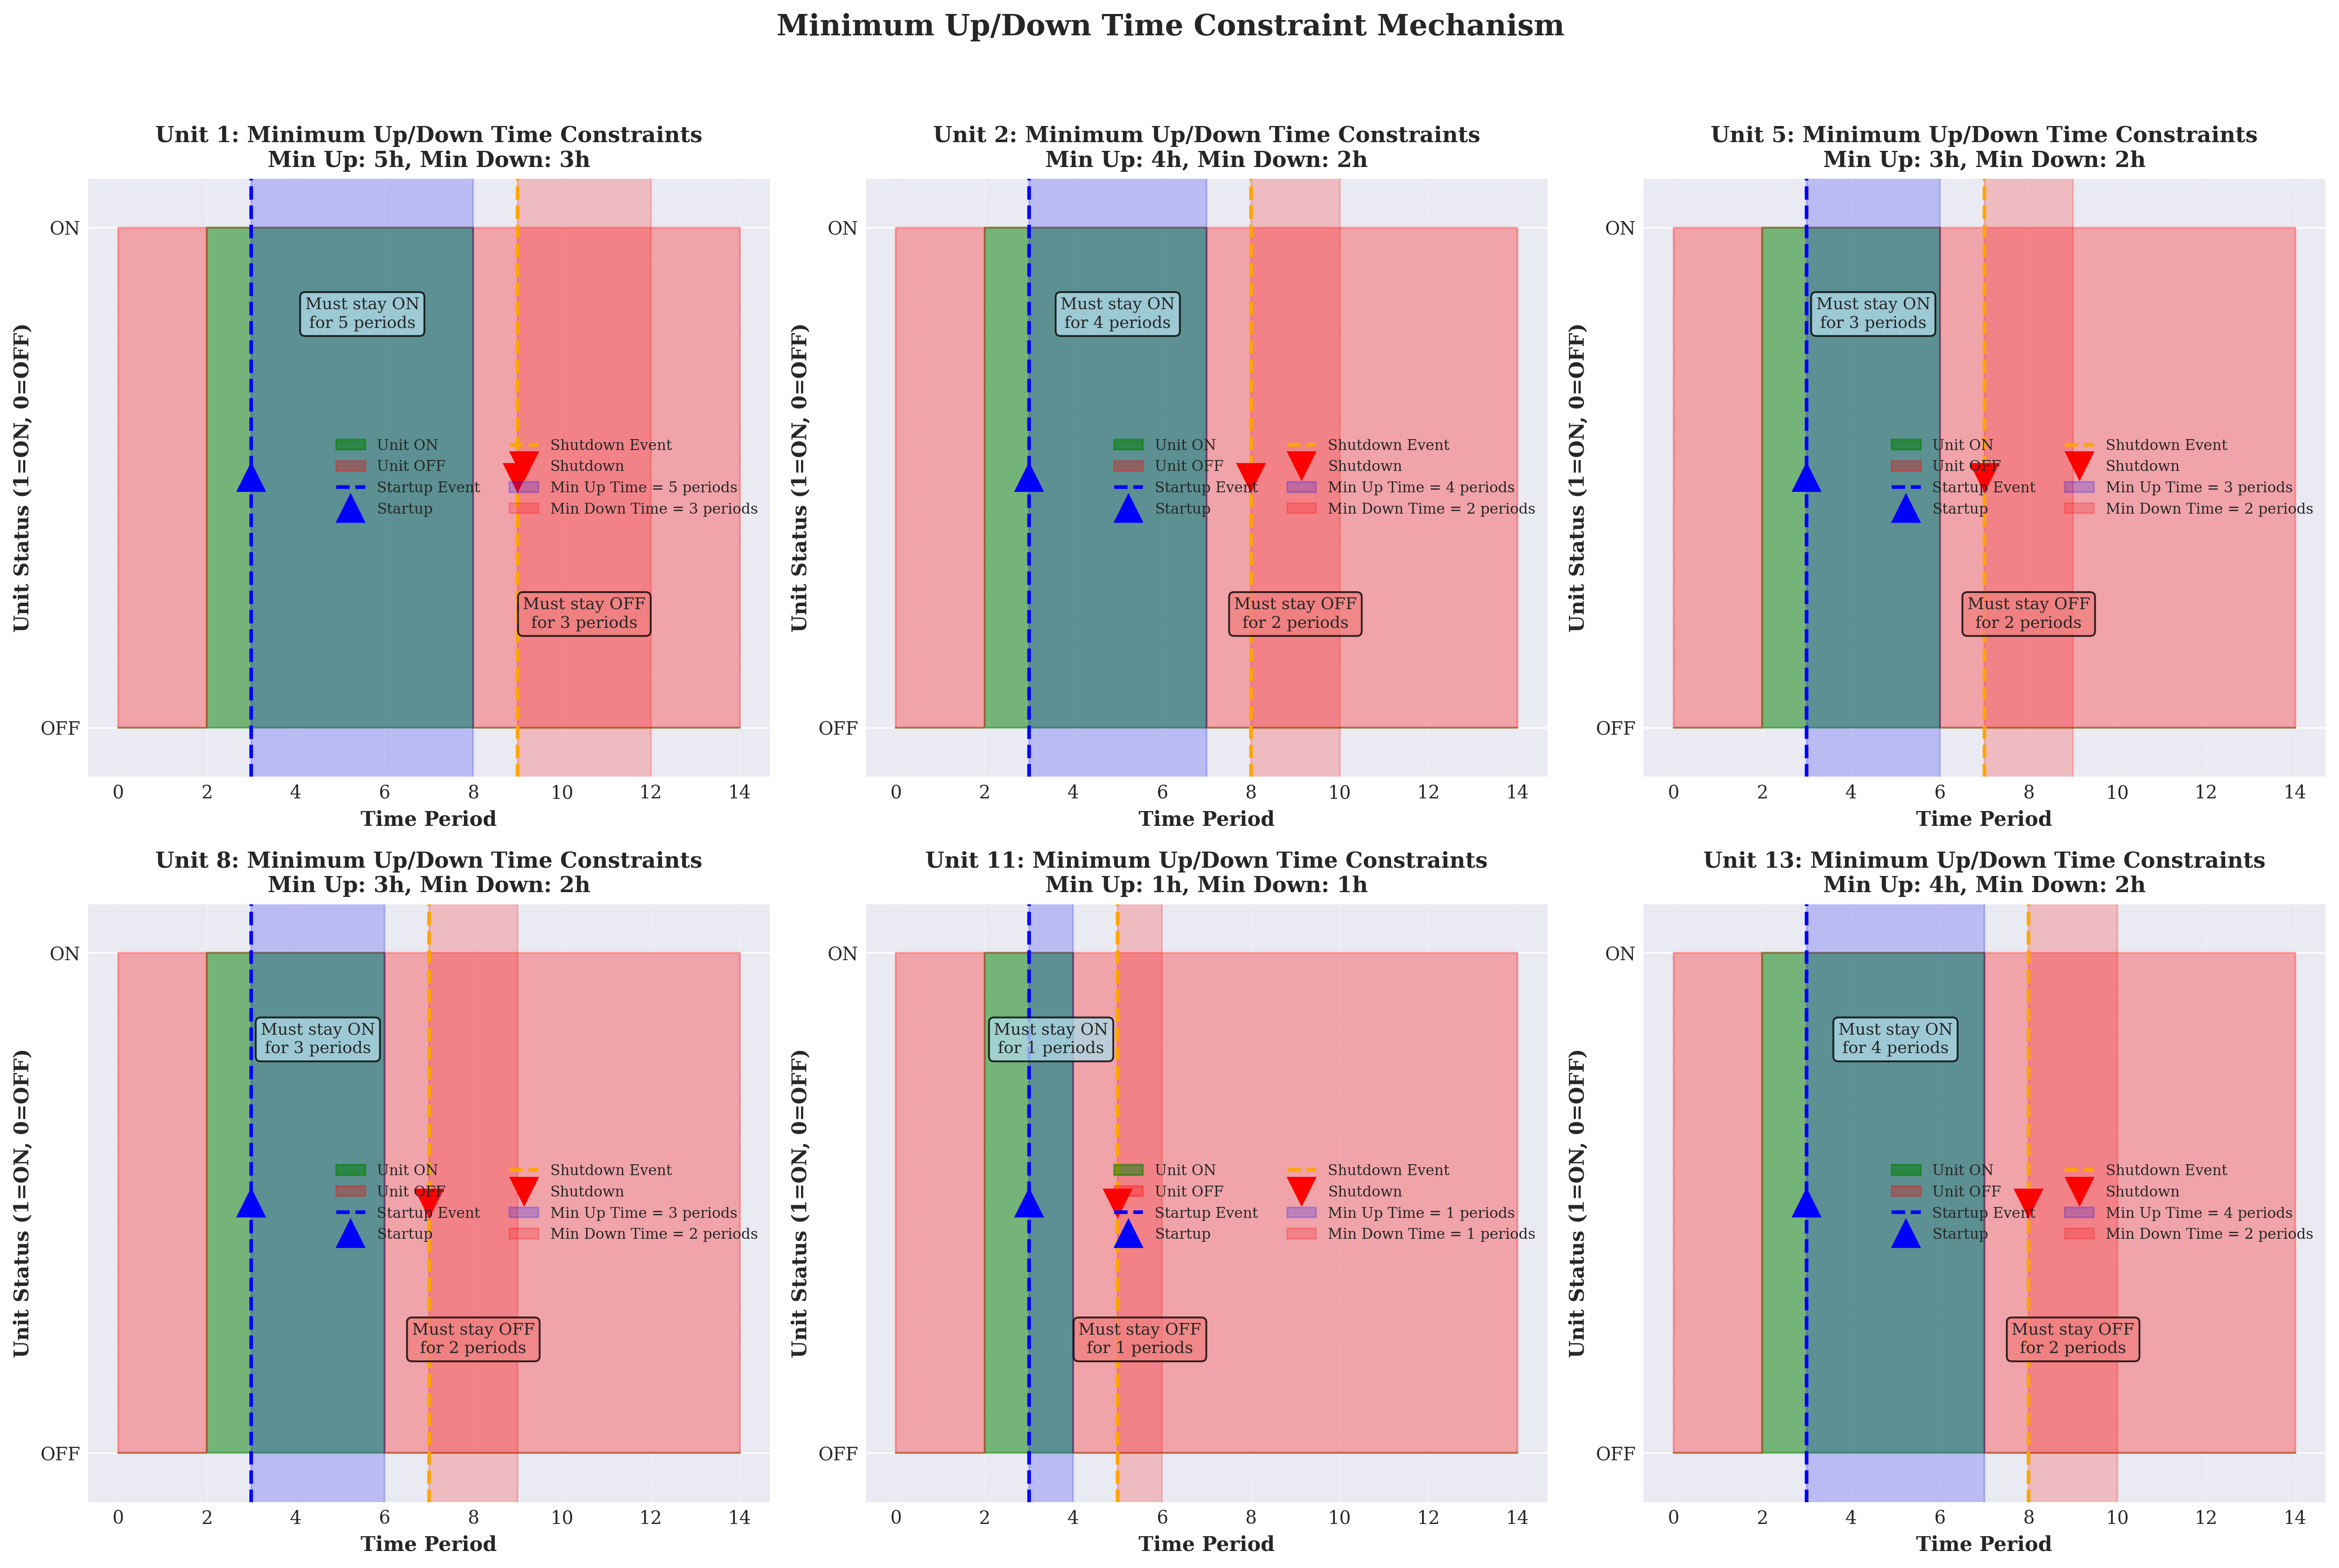 Minimum Up/Down Time Constraint Mechanism
Unit 1: Minimum Up/Down Time Constraints
Min Up: 5h, Min Down: 3h
Unit Status (1=ON, 0=OFF)
ON
OFF
Must stay ON
for 5 periods
Unit ON
Unit OFF
Startup Event
Startup
Shutdown Event
Shutdown
Min Up Time = 5 periods
Min Down Time = 3 periods
Must stay OFF
for 3 periods
0 2 4 6 8 10 12 14
Time Period
Unit 2: Minimum Up/Down Time Constraints
Min Up: 4h, Min Down: 2h
Unit Status (1=ON, 0=OFF)
ON
OFF
Must stay ON
for 4 periods
Unit ON
Unit OFF
Startup Event
Startup
Shutdown Event
Shutdown
Min Up Time = 4 periods
Min Down Time = 2 periods
Must stay OFF
for 2 periods
0 2 4 6 8 10 12 14
Time Period
Unit 5: Minimum Up/Down Time Constraints
Min Up: 3h, Min Down: 2h
Unit Status (1=ON, 0=OFF)
ON
OFF
Must stay ON
for 3 periods
Unit ON
Unit OFF
Startup Event
Startup
Shutdown Event
Shutdown
Min Up Time = 3 periods
Min Down Time = 2 periods
Must stay OFF
for 2 periods
0 2 4 6 8 10 12 14
Time Period
Unit 8: Minimum Up/Down Time Constraints
Min Up: 3h, Min Down: 2h
Unit Status (1=ON, 0=OFF)
ON
OFF
Must stay ON
for 3 periods
Unit ON
Unit OFF
Startup Event
Startup
Shutdown Event
Shutdown
Min Up Time = 3 periods
Min Down Time = 2 periods
Must stay OFF
for 2 periods
0 2 4 6 8 10 12 14
Time Period
Unit 11: Minimum Up/Down Time Constraints
Min Up: 1h, Min Down: 1h
Unit Status (1=ON, 0=OFF)
ON
OFF
Must stay ON
for 1 periods
Unit ON
Unit OFF
Startup Event
Startup
Shutdown Event
Shutdown
Min Up Time = 1 periods
Min Down Time = 1 periods
Must stay OFF
for 1 periods
0 2 4 6 8 10 12 14
Time Period
Unit 13: Minimum Up/Down Time Constraints
Min Up: 4h, Min Down: 2h
Unit Status (1=ON, 0=OFF)
ON
OFF
Must stay ON
for 4 periods
Unit ON
Unit OFF
Startup Event
Startup
Shutdown Event
Shutdown
Min Up Time = 4 periods
Min Down Time = 2 periods
Must stay OFF
for 2 periods
0 2 4 6 8 10 12 14
Time Period